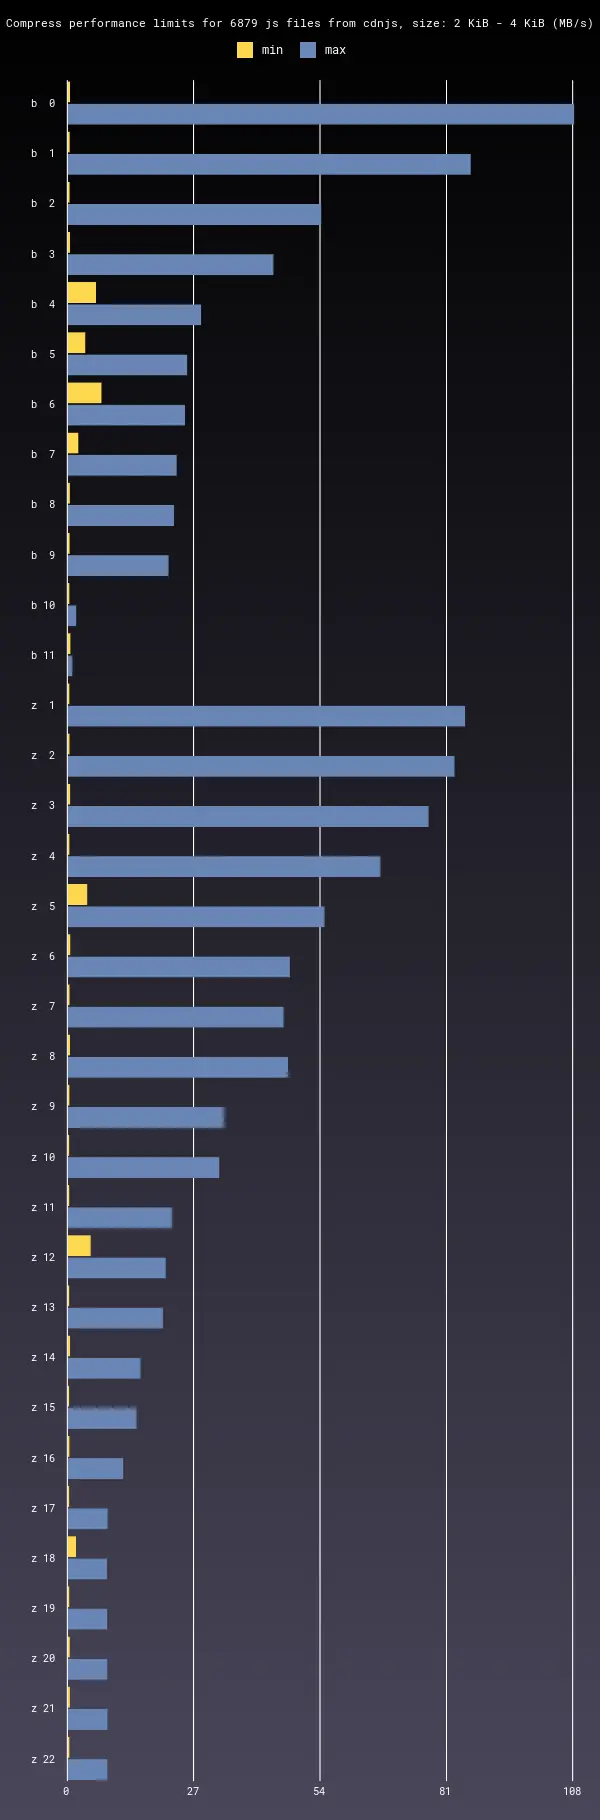 Compress performance limits for 6879 js files from cdnjs, size: 2 KiB - 4 KiB (MB/s)
min max
b 0
b 1
b 2
b 3
b 4
b 5
b 6
b 7
b 8
b 9
b 10
b 11
z 1
z 2
z 3
z 4
z 5
z 6
z 7
z 8
z 9
z 10
z 11
z 12
z 13
z 14
z 15
z 16
z 17
z 18
z 19
z 20
z 21
z 22
0 27 54 81 108